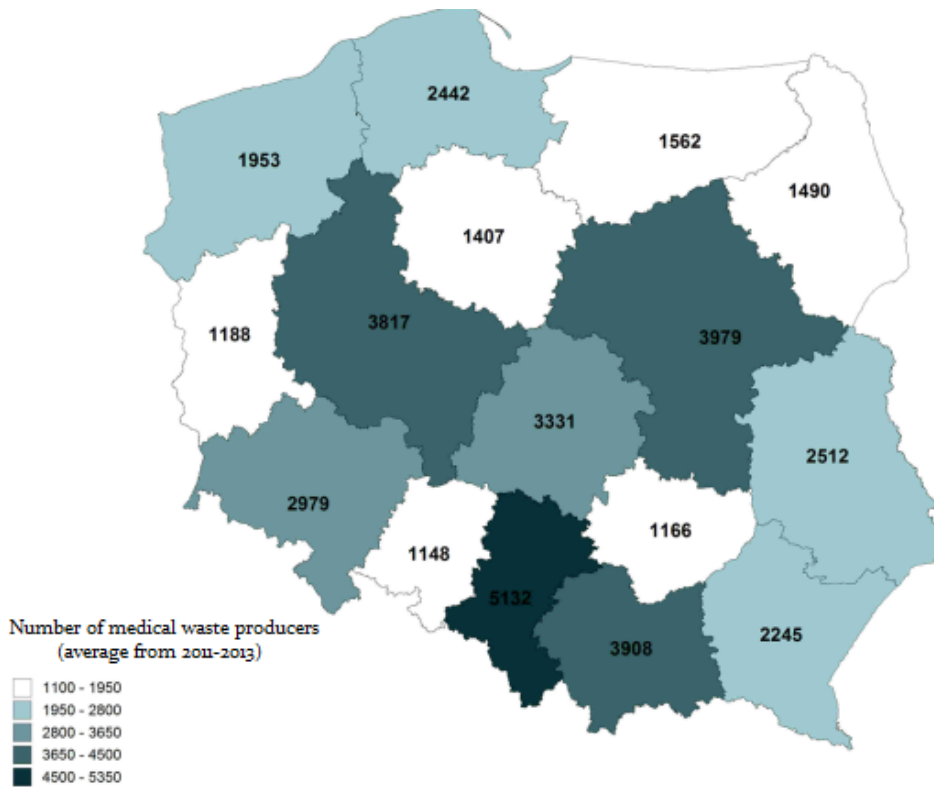 2442
1562
1953
1490
1407
1188
3817
3979
3331
2512
2979
1148
1166
5132
2245
3908
Number of medical waste producers
(average from 2011-2013)
1100 - 1950
1950 - 2800
2800 - 3650
3650 - 4500
4500 - 5350